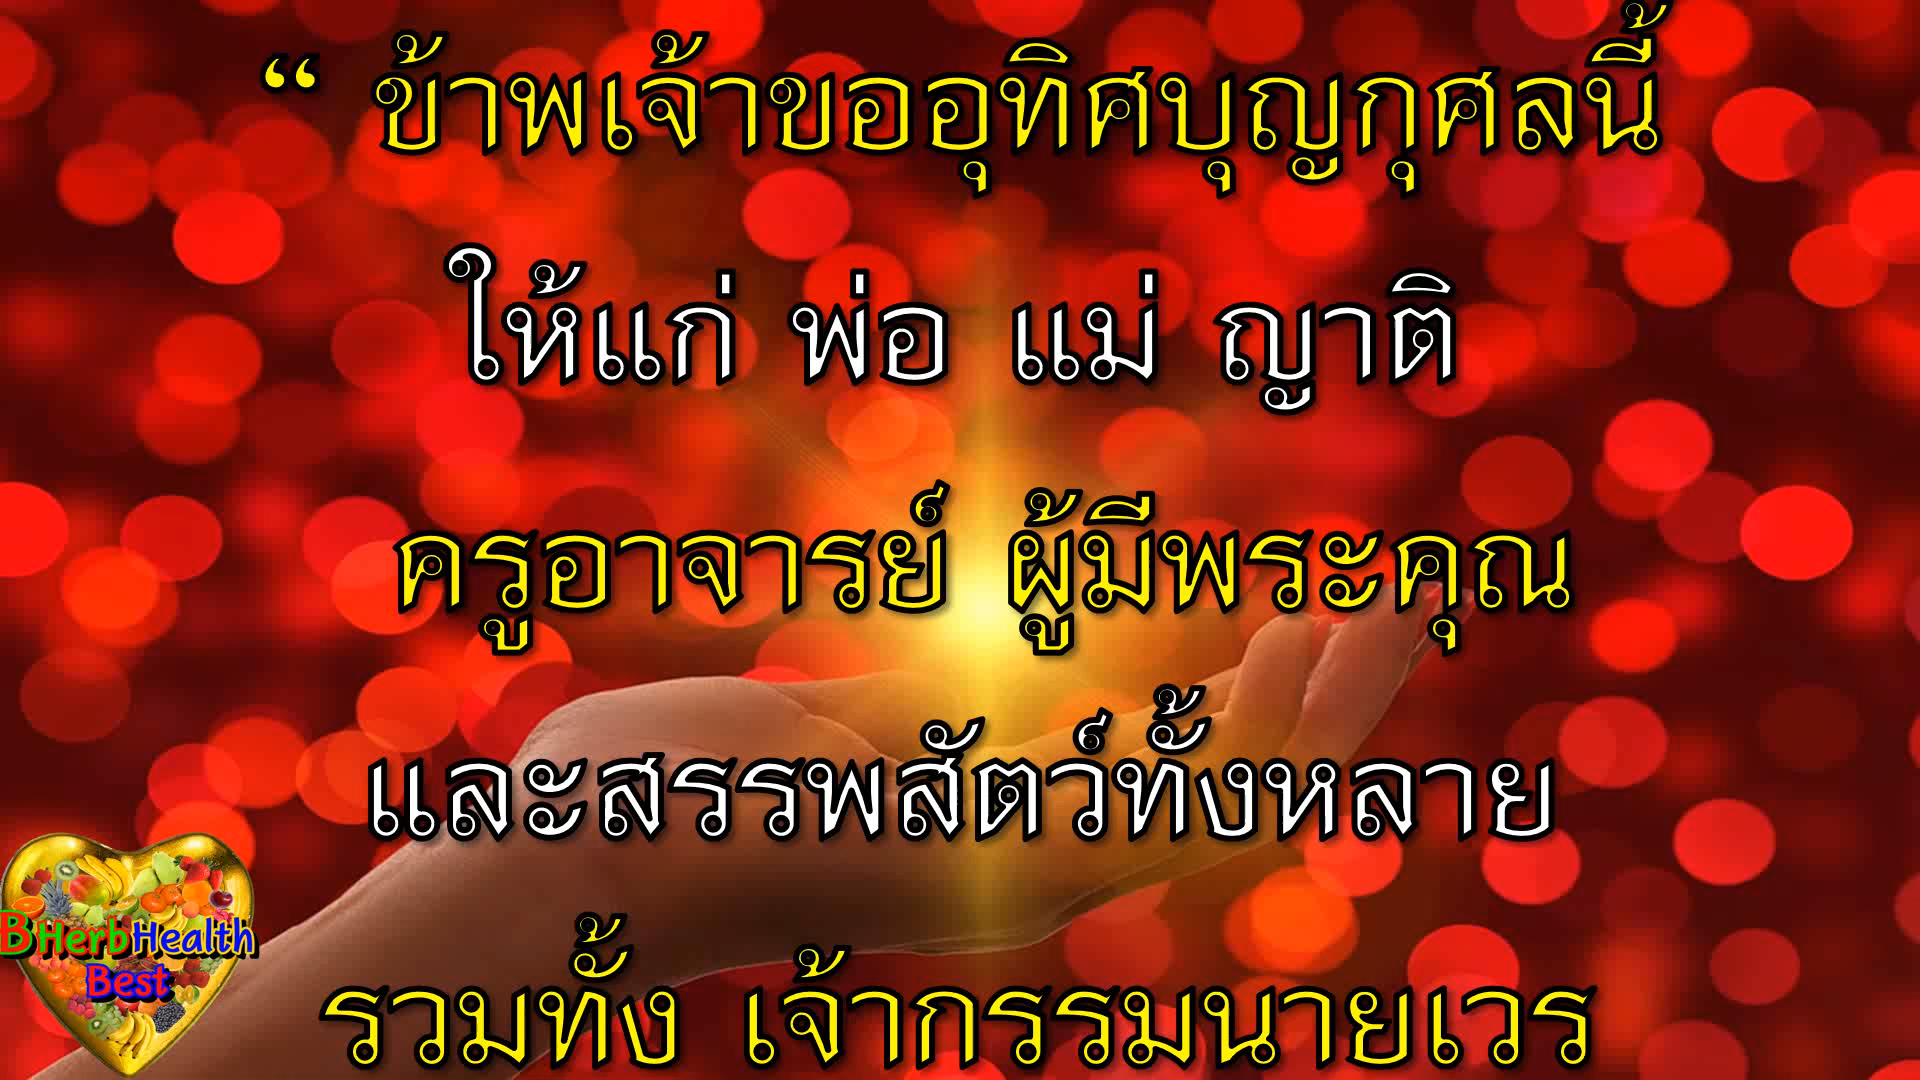 “ ข้าพเจ้าขออุทิศบุญกุศลนี้
ให้แก่ พ่อ แม่ ญาติ
ครูอาจารย์ ผู้มีพระคุณ
และสรรพสัตว์ทั้งหลาย
รวมทั้ง เจ้ากรรมนายเวร
BHerbHealth
Best